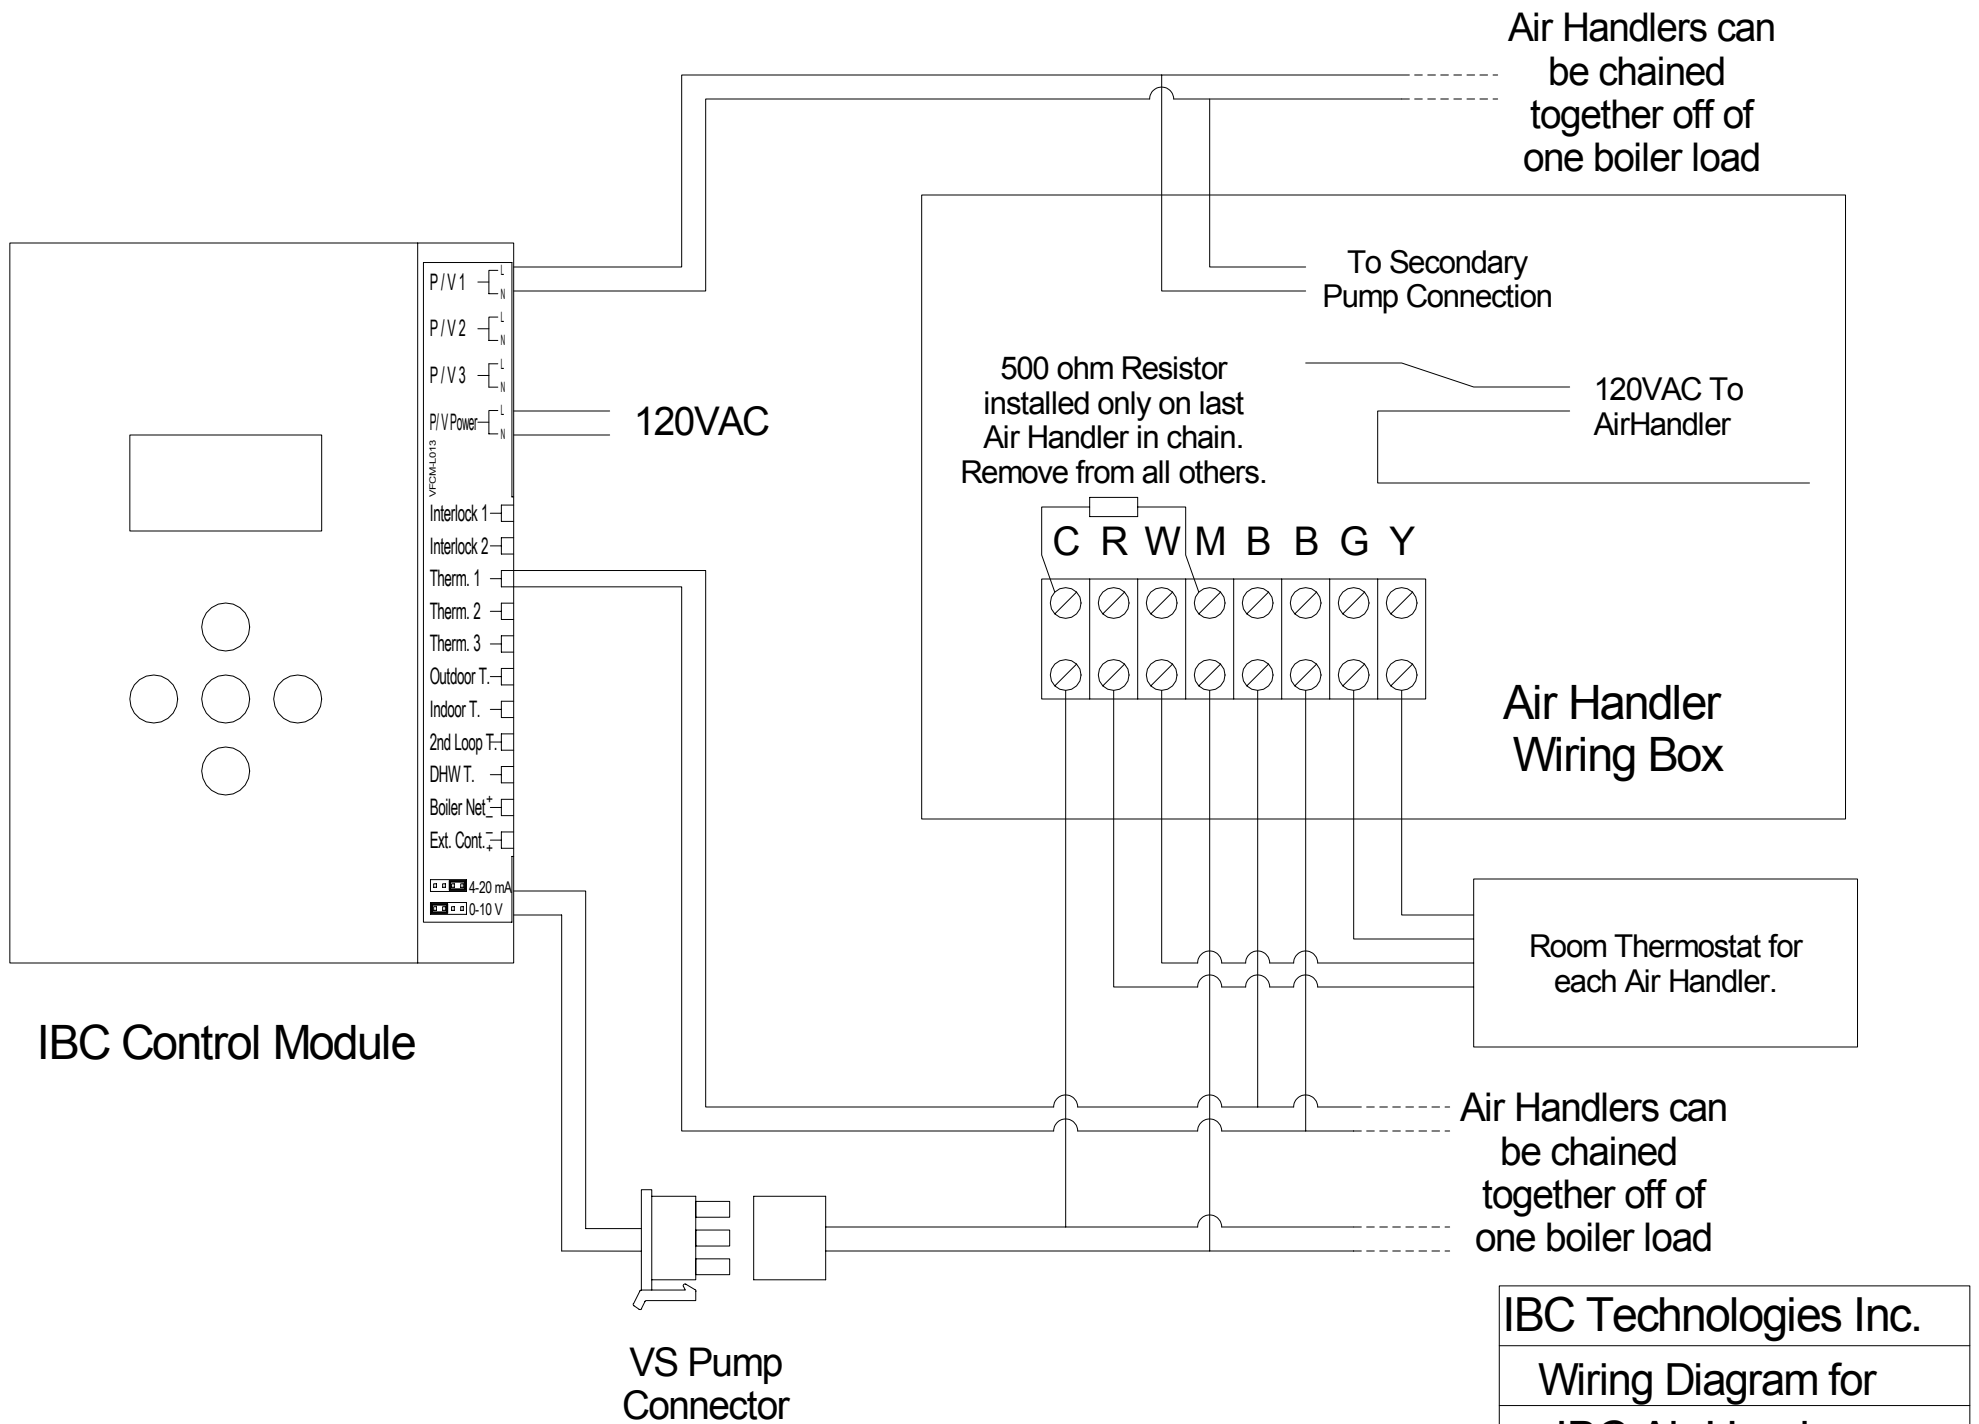 Air Handlers can
be chained
together off of
one boiler load
P / V 1
L
N
P / V 2
L
N
P / V 3
L
N
P/ V Power
L
N
VFCM-L013
Interlock 1
Interlock 2
Therm. 1
Therm. 2
Therm. 3
Outdoor T.
Indoor T.
2nd Loop T.
DHW T.
Boiler Net + −
Ext. Cont. − +
4-20 mA
0-10 V
120VAC
IBC Control Module
To Secondary
Pump Connection
500 ohm Resistor
installed only on last
Air Handler in chain.
Remove from all others.
120VAC To
AirHandler
C R W M B B G Y
Air Handler
Wiring Box
Room Thermostat for
each Air Handler.
Air Handlers can
be chained
together off of
one boiler load
VS Pump
Connector
IBC Technologies Inc.
Wiring Diagram for